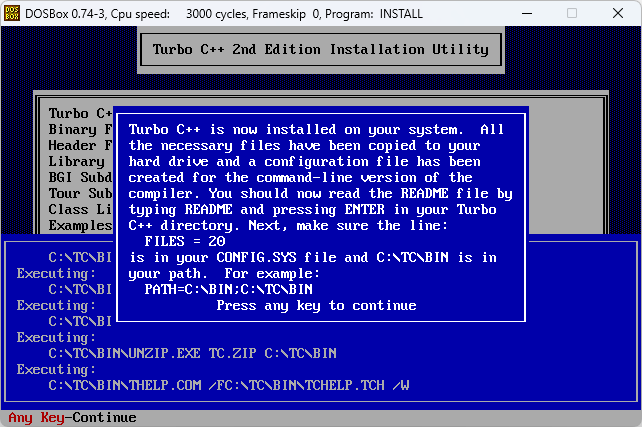 DOSBox 0.74-3, Cpu speed: 3000 cycles, Frameskip 0, Program: INSTALL
Turbo C++ 2nd Edition Installation Utility
Turbo C+
Binary F
Header F
Library
BGI Subd
Tour Sub
Class Li
Examples
Turbo C++ is now installed on your system. All
the necessary files have been copied to your
hard drive and a configuration file has been
created for the command-line version of the
compiler. You should now read the README file by
typing README and pressing ENTER in your Turbo
C++ directory. Next, make sure the line:
FILES = 20
is in your CONFIG.SYS file and C:\TC\BIN is in
your path. For example:
PATH=C:\BIN;C:\TC\BIN
Press any key to continue
C:\TC\BI
Executing:
C:\TC\BI
Executing:
C:\TC\BI
Executing:
C:\TC\BIN\UNZIP.EXE TC.ZIP C:\TC\BIN
Executing:
C:\TC\BIN\THELP.COM /FC:\TC\BIN\TCHELP.TCH /W
Any Key-Continue